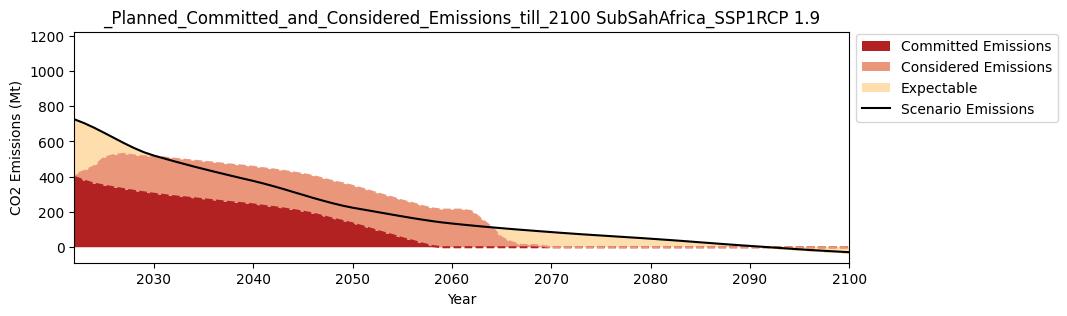 _Planned_Committed_and_Considered_Emissions_till_2100 SubSahAfrica_SSP1RCP 1.9
CO2 Emissions (Mt)
1200
1000
800
600
400
200
0
2030 2040 2050 2060 2070 2080 2090 2100
Year
Committed Emissions
Considered Emissions
Expectable
Scenario Emissions